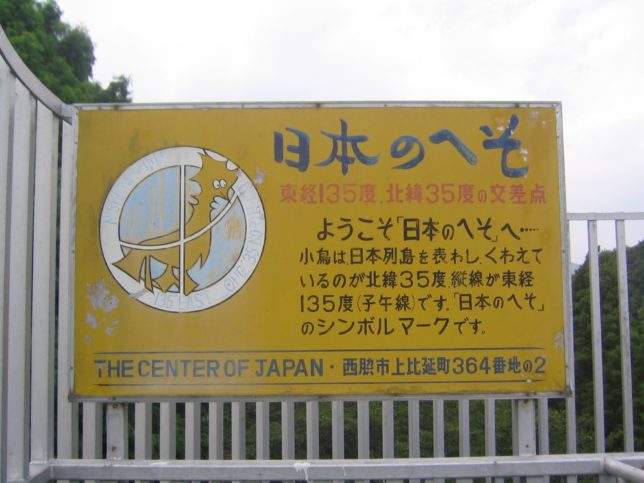 日本のへそ
東経135度.北緯35度の交差点
ようこそ「日本のへそ」へ……
小鳥は日本列島を表わし.くわえて
いるのが北緯35度.縦線が東経
135度(子午線)です.「日本のへそ」
のシンボルマークです。
135 EAST
THE CENTER OF JAPAN・西脇市上比延町364番地の2